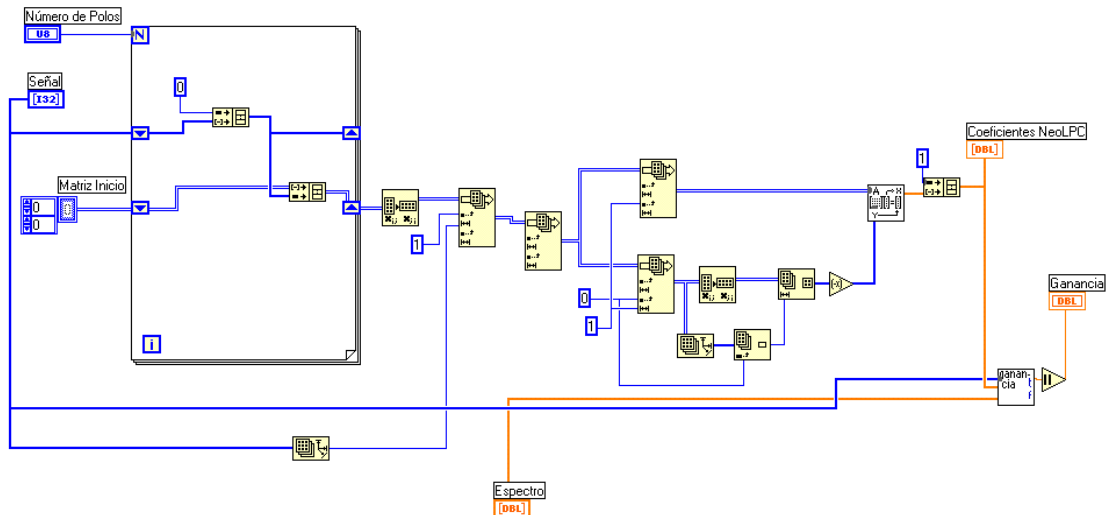 Número de Polos
U8
N
Señal
[I32]
0
Matriz Inicio
0
0
0
i
1
0
1
A
X
Y
1
Coeficientes NeoLPC
[DBL]
Ganancia
DBL
ganan-
cia
t
f
Espectro
[DBL]